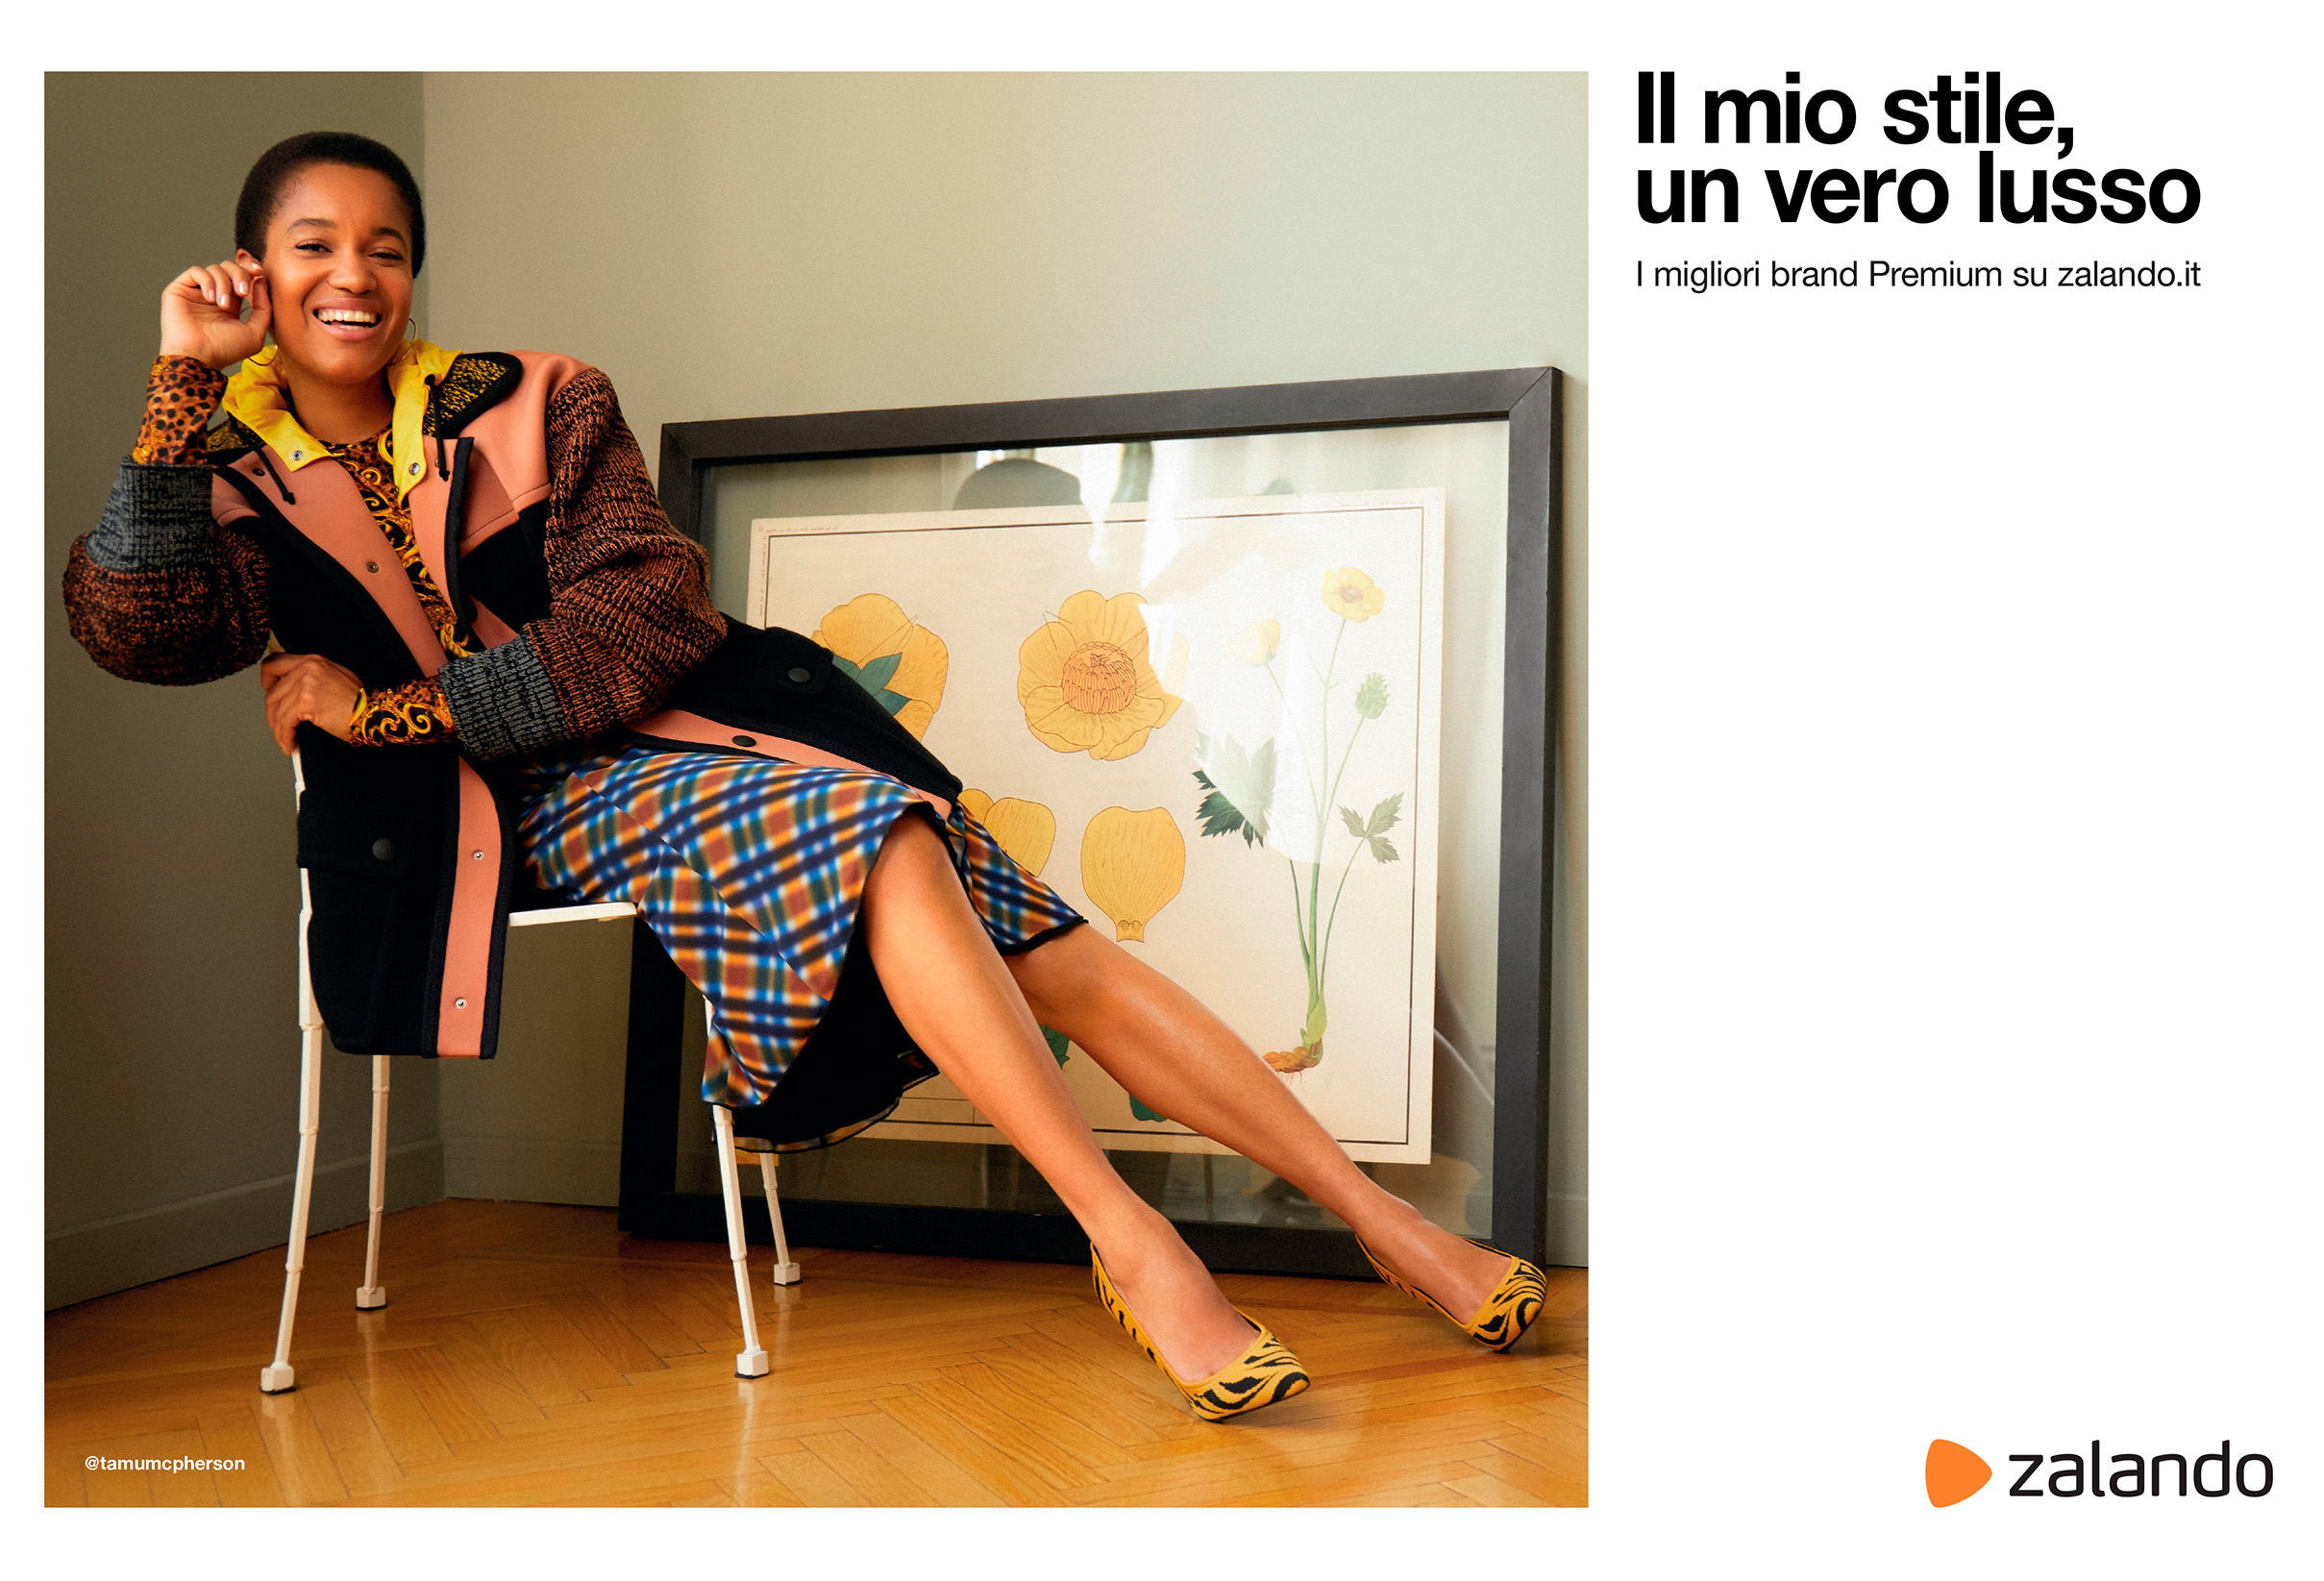 Il mio stile,
un vero lusso
I migliori brand Premium su zalando.it
@tamumcpherson
zalando